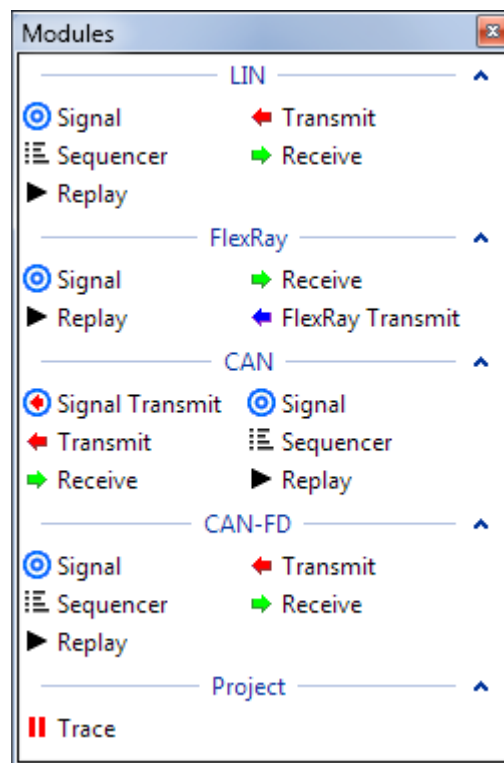 Modules
LIN
Signal Transmit
Sequencer Receive
Replay
FlexRay
Signal Receive
Replay FlexRay Transmit
CAN
Signal Transmit Signal
Transmit Sequencer
Receive Replay
CAN-FD
Signal Transmit
Sequencer Receive
Replay
Project
Trace